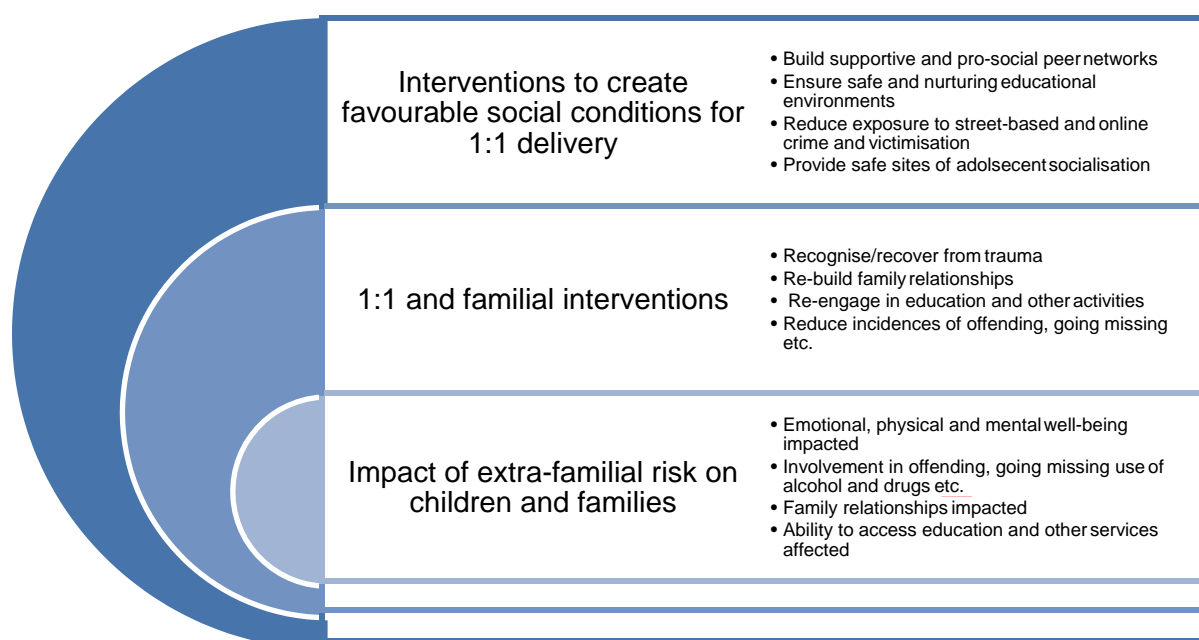 Interventions to create
favourable social conditions for
1:1 delivery
• Build supportive and pro-social peer networks
• Ensure safe and nurturing educational
environments
• Reduce exposure to street-based and online
crime and victimisation
• Provide safe sites of adolsecent socialisation
1:1 and familial interventions
• Recognise/recover from trauma
• Re-build family relationships
• Re-engage in education and other activities
• Reduce incidences of offending, going missing
etc.
Impact of extra-familial risk on
children and families
• Emotional, physical and mental well-being
impacted
• Involvement in offending, going missing use of
alcohol and drugs etc.
• Family relationships impacted
• Ability to access education and other services
affected